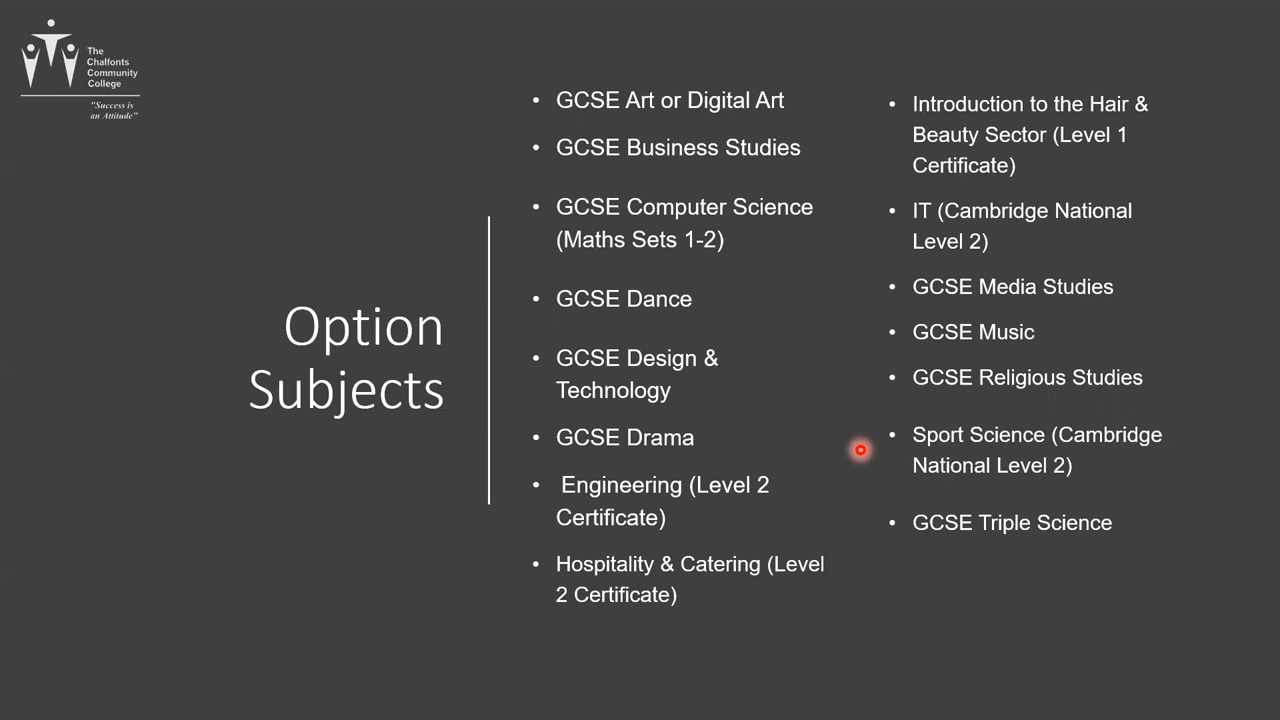 The
Chalfonts
Community
College
"Success is
an Attitude"
Option
Subjects
• GCSE Art or Digital Art
• GCSE Business Studies
• GCSE Computer Science
(Maths Sets 1-2)
• GCSE Dance
• GCSE Design &
Technology
• GCSE Drama
• Engineering (Level 2
Certificate)
• Hospitality & Catering (Level
2 Certificate)
• Introduction to the Hair &
Beauty Sector (Level 1
Certificate)
• IT (Cambridge National
Level 2)
• GCSE Media Studies
• GCSE Music
• GCSE Religious Studies
• Sport Science (Cambridge
National Level 2)
• GCSE Triple Science